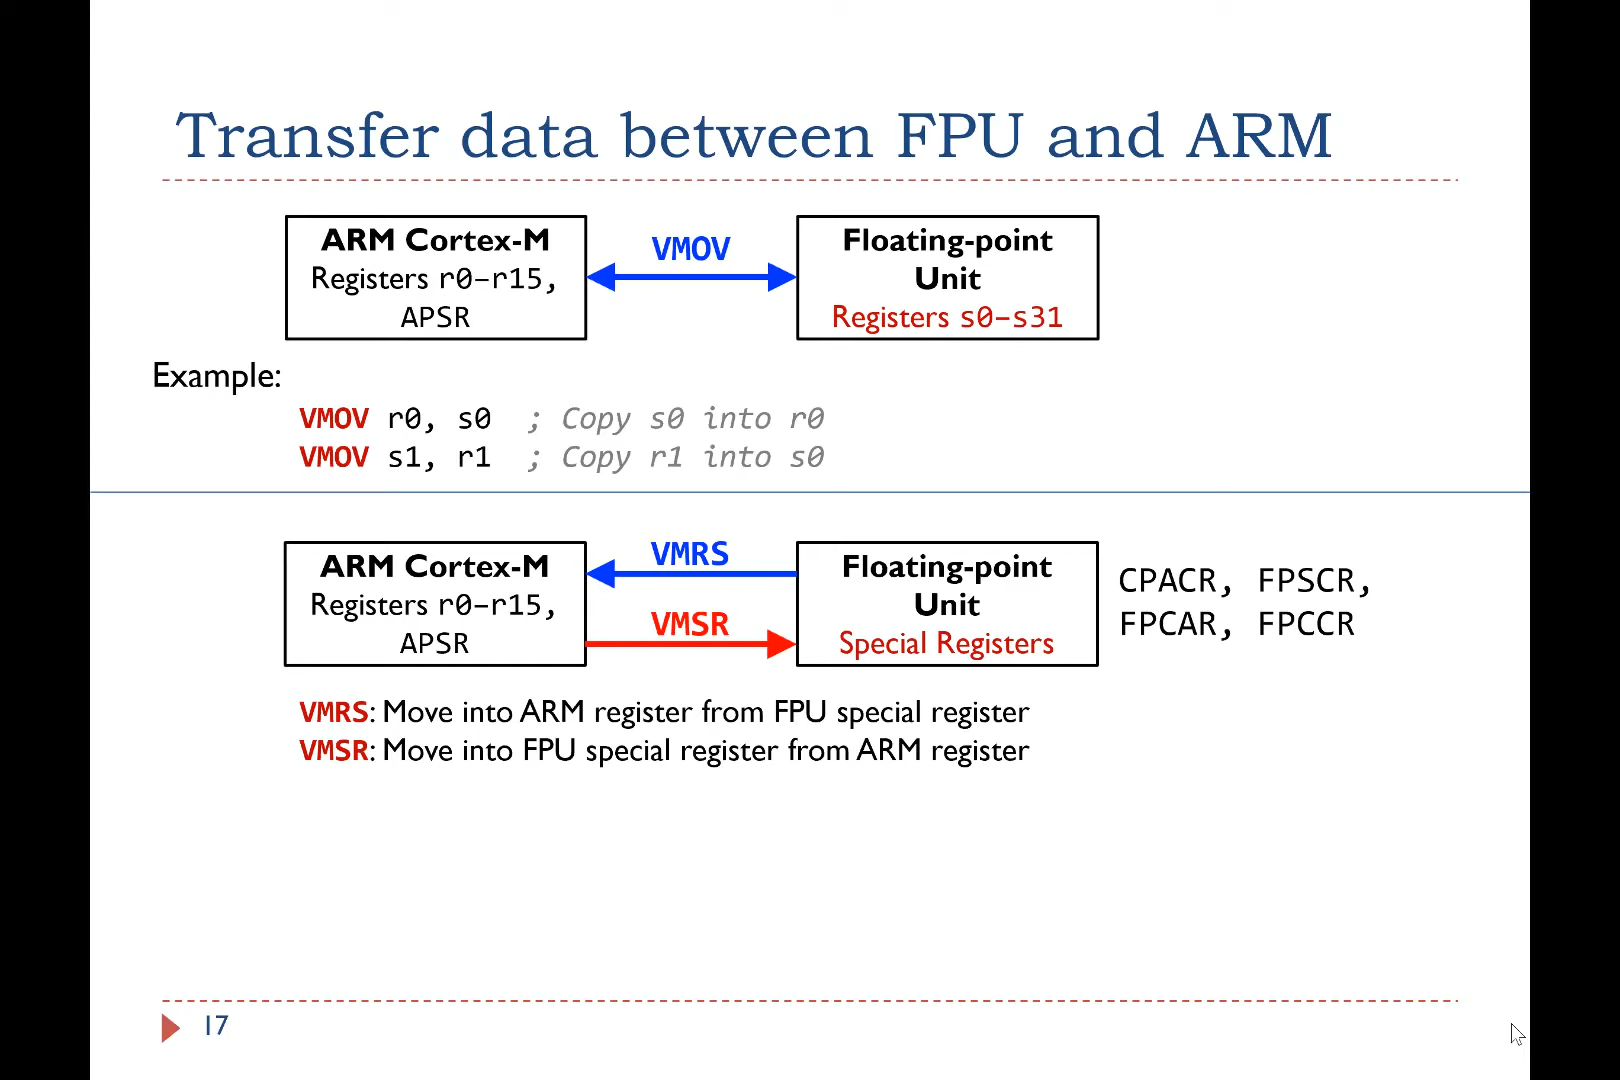 Transfer data between FPU and ARM
ARM Cortex-M
Registers r0-r15,
APSR
VMOV
Floating-point
Unit
Registers s0-s31
Example:
VMOV r0, s0 ; Copy s0 into r0
VMOV s1, r1 ; Copy r1 into s0
ARM Cortex-M
Registers r0-r15,
APSR
VMRS
VMSR
Floating-point
Unit
Special Registers
CPACR, FPSCR,
FPCAR, FPCCR
VMRS: Move into ARM register from FPU special register
VMSR: Move into FPU special register from ARM register
17